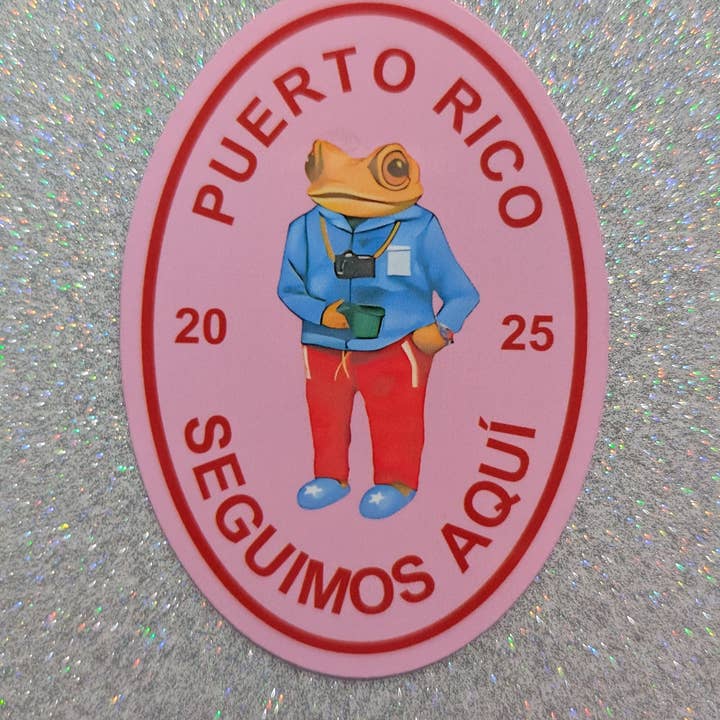 PUERTO RICO
20 25
SEGUIMOS AQUÍ